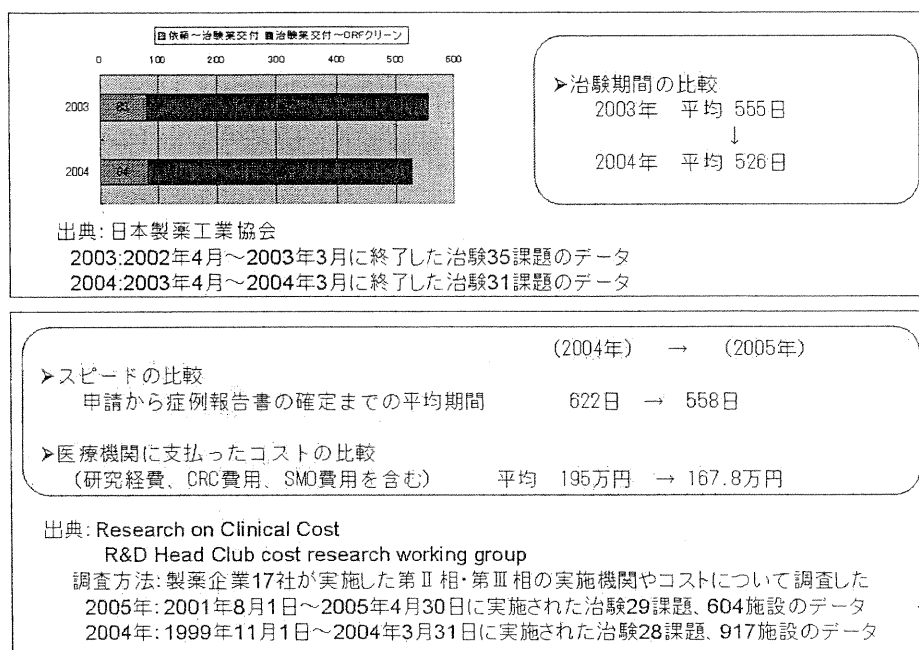 依頼～治験薬交付 治験薬交付～CRFクリーン
0 100 200 300 400 500 600
2003
2004
➤治験期間の比較
2003年 平均 555日
↓
2004年 平均 526日
出典: 日本製薬工業協会
2003:2002年4月～2003年3月に終了した治験35課題のデータ
2004:2003年4月～2004年3月に終了した治験31課題のデータ
(2004年) → (2005年)
➤スピードの比較
申請から症例報告書の確定までの平均期間 622日 → 558日
➤医療機関に支払ったコストの比較
(研究経費、CRC費用、SMO費用を含む) 平均 195万円 → 167.8万円
出典: Research on Clinical Cost
R&D Head Club cost research working group
調査方法: 製薬企業17社が実施した第Ⅱ相・第Ⅲ相の実施機関やコストについて調査した
2005年: 2001年8月1日～2005年4月30日に実施された治験29課題、604施設のデータ
2004年: 1999年11月1日～2004年3月31日に実施された治験28課題、917施設のデータ